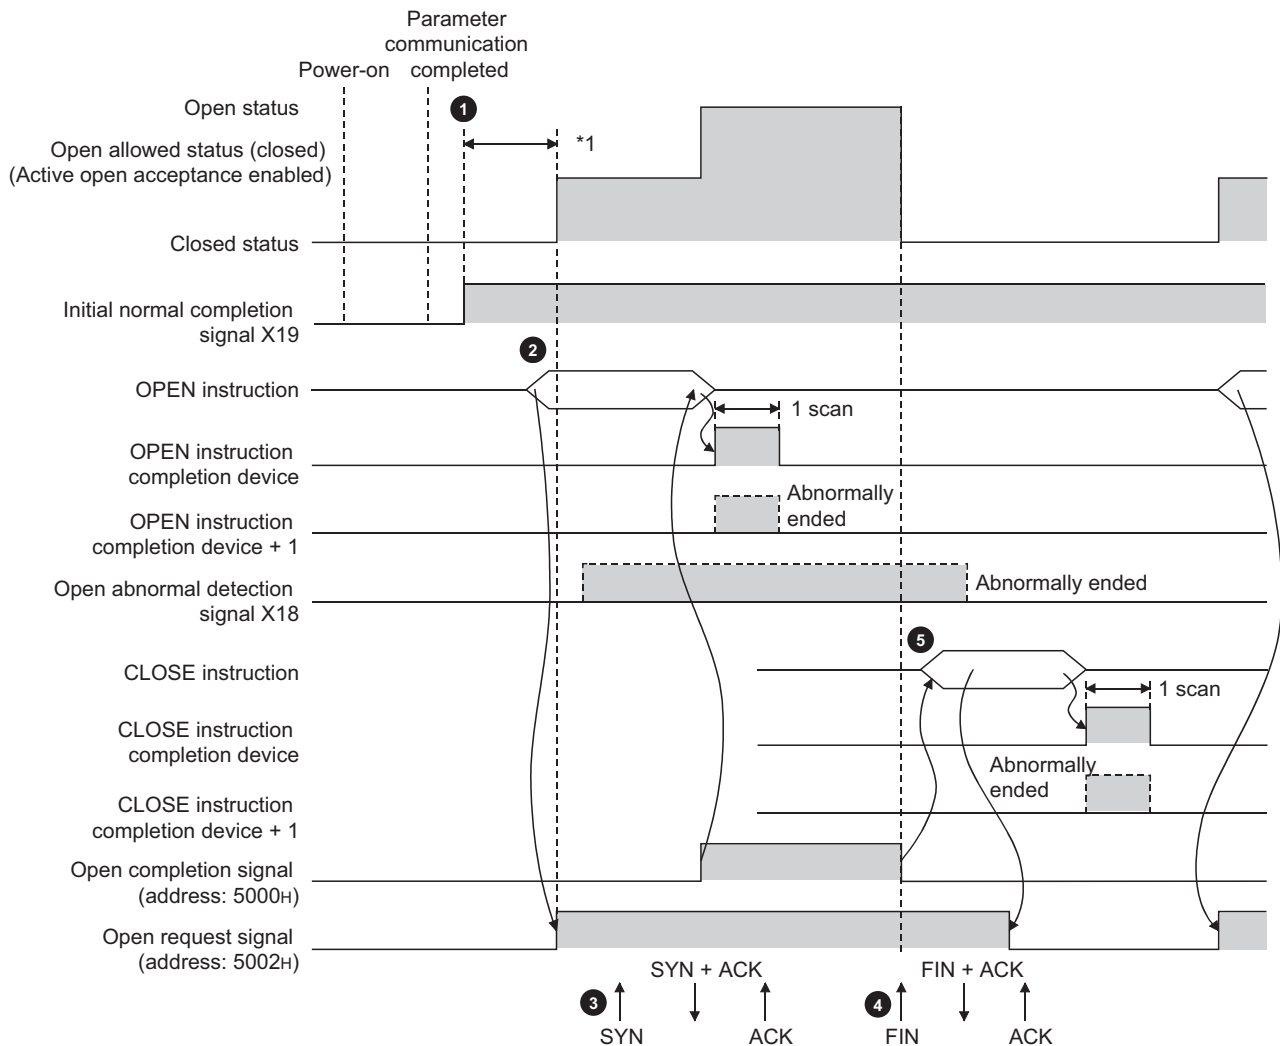 Parameter
communication
completed
Power-on
Open status
1
*1
Open allowed status (closed)
(Active open acceptance enabled)
Closed status
Initial normal completion
signal X19
2
OPEN instruction
1 scan
OPEN instruction
completion device
Abnormally
ended
OPEN instruction
completion device + 1
Open abnormal detection
signal X18
Abnormally ended
5
CLOSE instruction
1 scan
CLOSE instruction
completion device
Abnormally
ended
CLOSE instruction
completion device + 1
Open completion signal
(address: 5000H)
Open request signal
(address: 5002H)
SYN + ACK
FIN + ACK
3
4
SYN
ACK
FIN
ACK